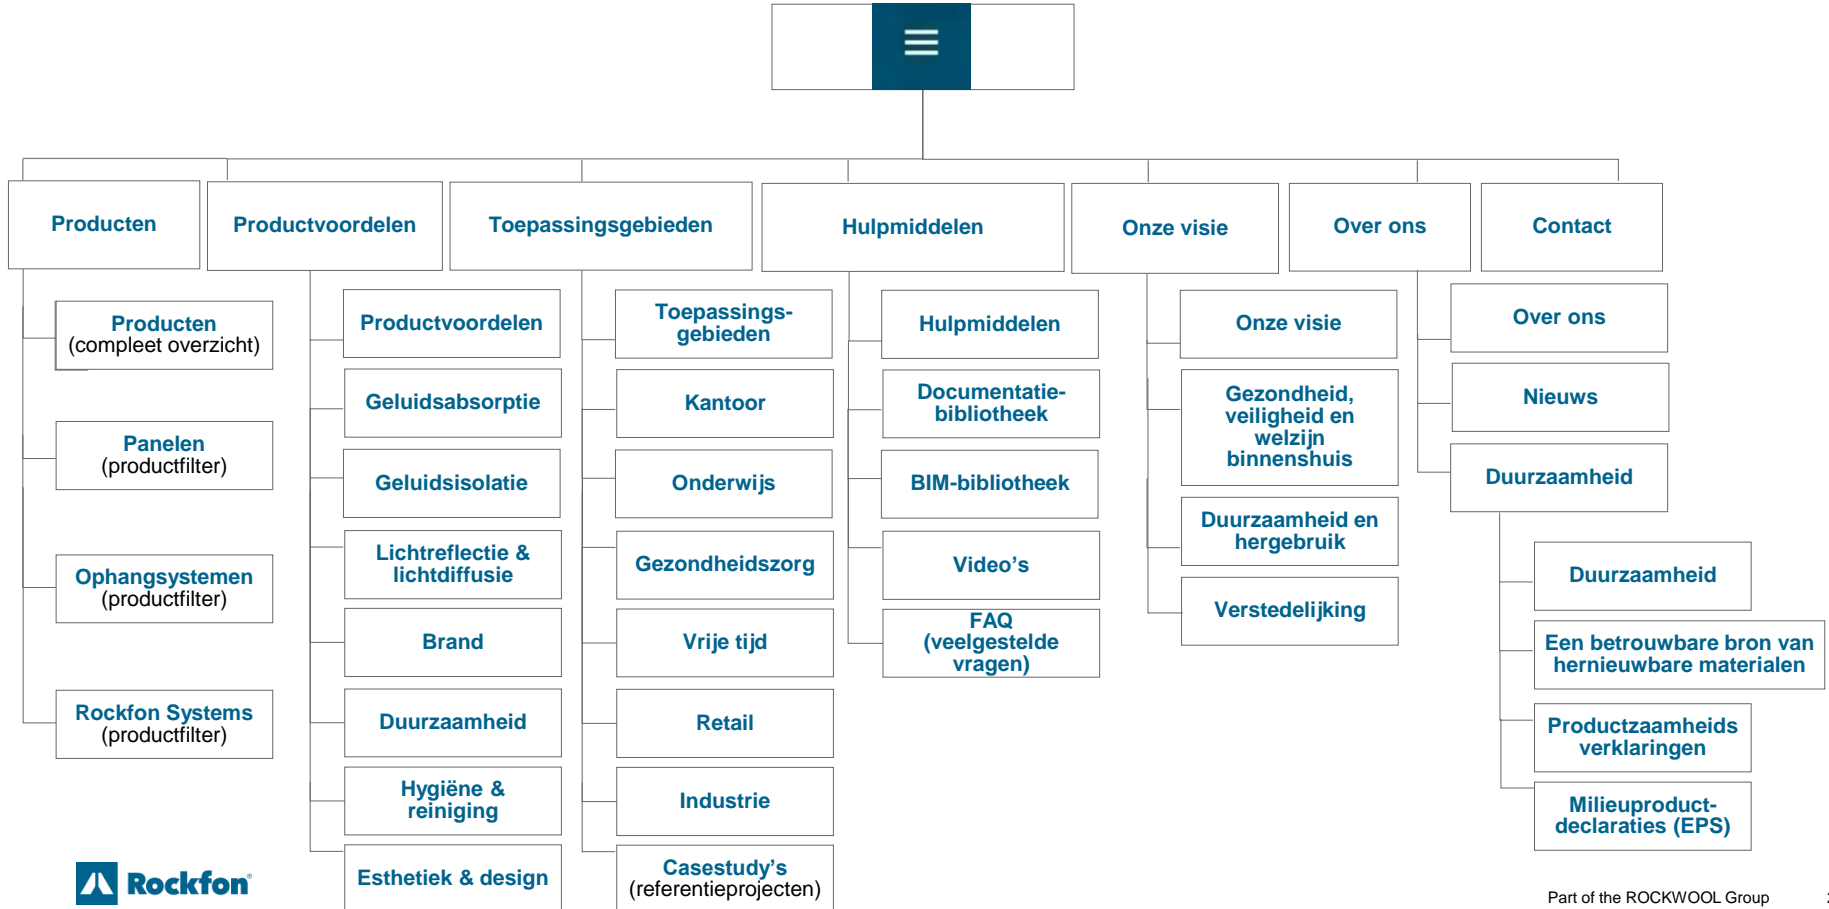 Producten
Productvoordelen
Toepassingsgebieden
Hulpmiddelen
Onze visie
Over ons
Contact
Producten
(compleet overzicht)
Panelen
(productfilter)
Ophangsystemen
(productfilter)
Rockfon Systems
(productfilter)
Productvoordelen
Geluidsabsorptie
Geluidsisolatie
Lichtreflectie &
lichtdiffusie
Brand
Duurzaamheid
Hygiëne &
reiniging
Esthetiek & design
Toepassings-
gebieden
Kantoor
Onderwijs
Gezondheidszorg
Vrije tijd
Retail
Industrie
Casestudy’s
(referentieprojecten)
Hulpmiddelen
Documentatie-
bibliotheek
BIM-bibliotheek
Video’s
FAQ
(veelgestelde
vragen)
Onze visie
Gezondheid,
veiligheid en
welzijn
binnenshuis
Duurzaamheid en
hergebruik
Verstedelijking
Over ons
Nieuws
Duurzaamheid
Duurzaamheid
Een betrouwbare bron van
hernieuwbare materialen
Productzaamheids
verklaringen
Milieuproduct-
declaraties (EPS)
Rockfon®
Part of the ROCKWOOL Group